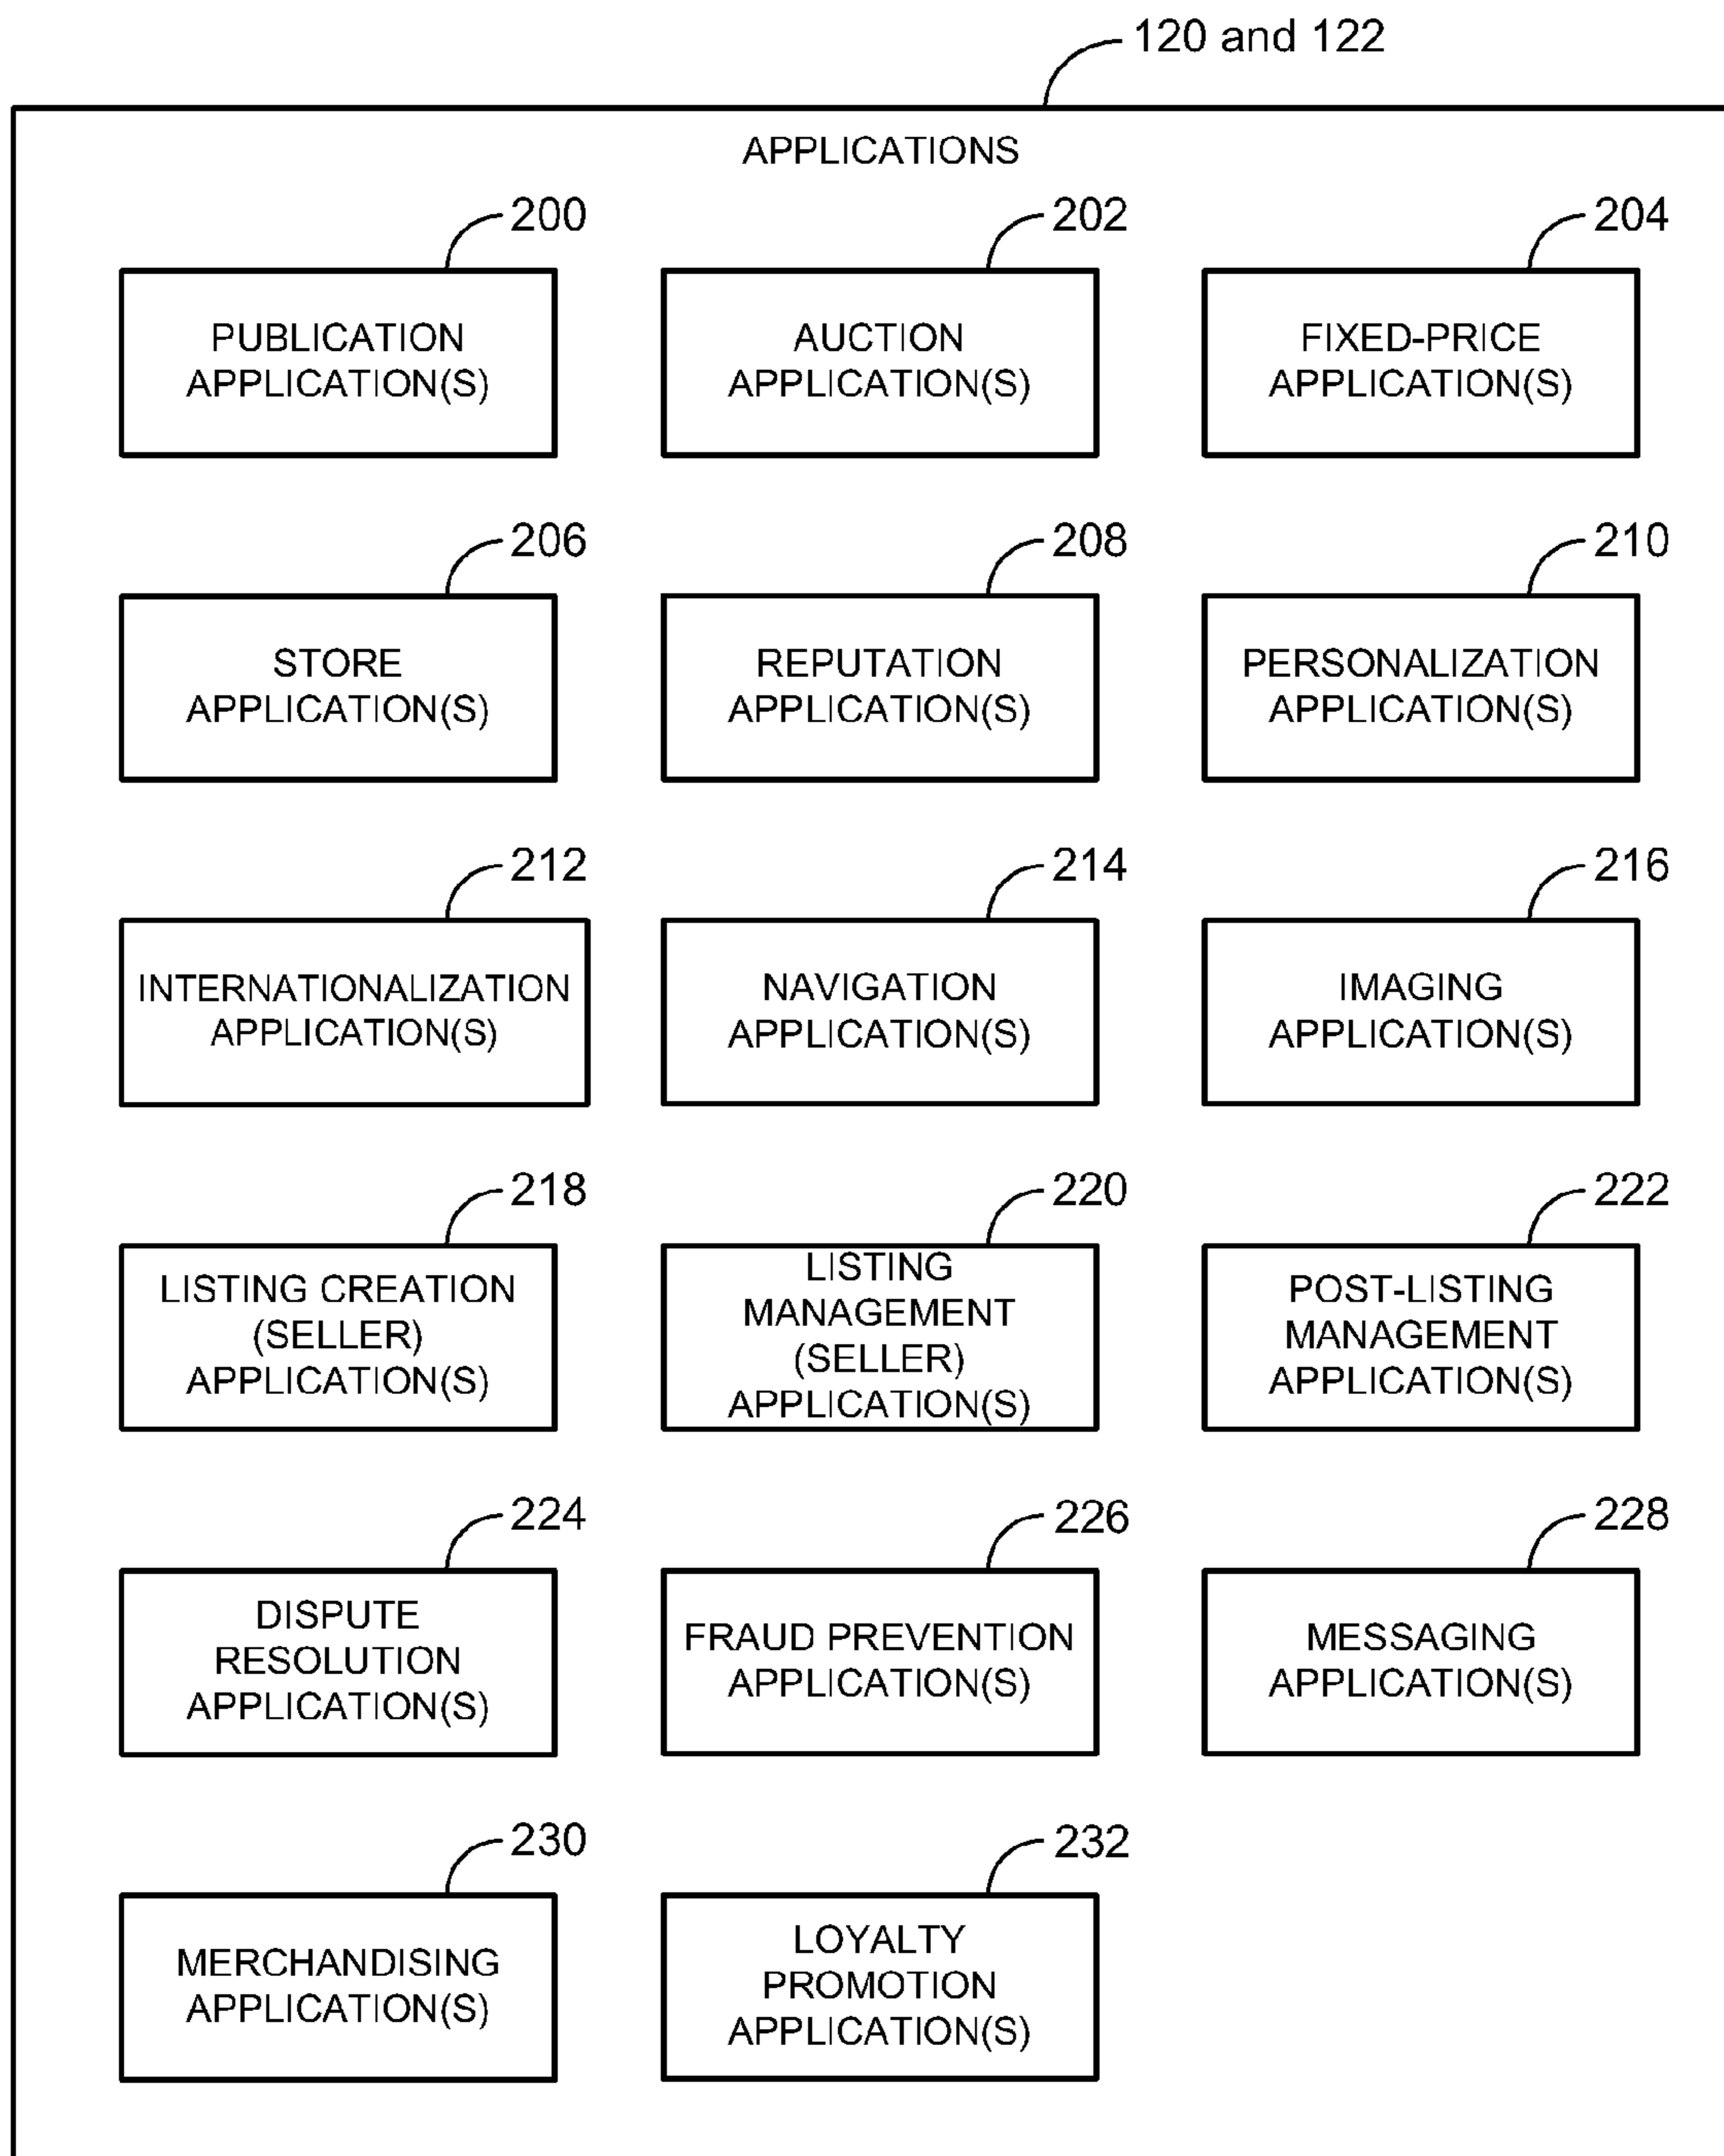 120 and 122
APPLICATIONS
200
202
204
PUBLICATION
APPLICATION(S)
AUCTION
APPLICATION(S)
FIXED-PRICE
APPLICATION(S)
206
208
210
STORE
APPLICATION(S)
REPUTATION
APPLICATION(S)
PERSONALIZATION
APPLICATION(S)
212
214
216
INTERNATIONALIZATION
APPLICATION(S)
NAVIGATION
APPLICATION(S)
IMAGING
APPLICATION(S)
218
220
222
LISTING CREATION
(SELLER)
APPLICATION(S)
LISTING
MANAGEMENT
(SELLER)
APPLICATION(S)
POST-LISTING
MANAGEMENT
APPLICATION(S)
224
226
228
DISPUTE
RESOLUTION
APPLICATION(S)
FRAUD PREVENTION
APPLICATION(S)
MESSAGING
APPLICATION(S)
230
232
MERCHANDISING
APPLICATION(S)
LOYALTY
PROMOTION
APPLICATION(S)